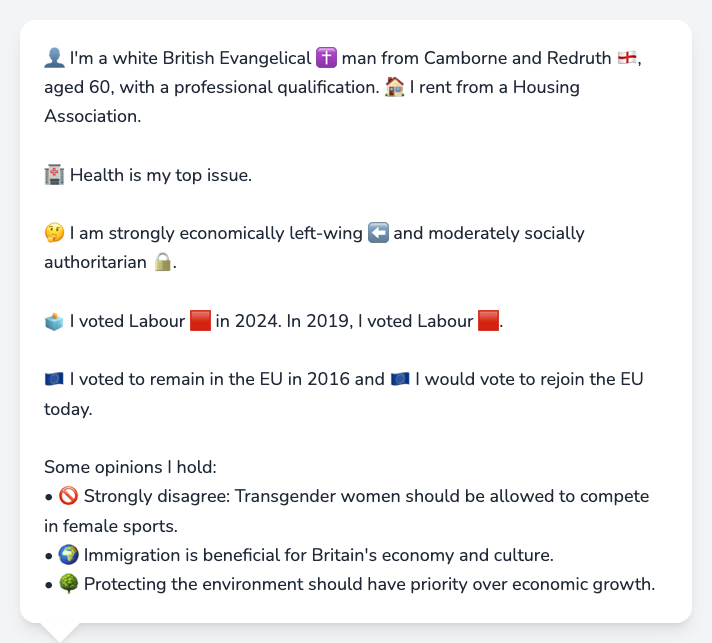 👤 I'm a white British Evangelical ✝️ man from Camborne and Redruth 🏴󠁧󠁢󠁥󠁮󠁧󠁿,
aged 60, with a professional qualification. 🏠 I rent from a Housing
Association.
🏥 Health is my top issue.
🤔 I am strongly economically left-wing ⬅️ and moderately socially
authoritarian 🔒.
🗳️ I voted Labour 🟥 in 2024. In 2019, I voted Labour 🟥.
🇪🇺 I voted to remain in the EU in 2016 and 🇪🇺 I would vote to rejoin the EU
today.
Some opinions I hold:
• 🚫 Strongly disagree: Transgender women should be allowed to compete
in female sports.
• 🌍 Immigration is beneficial for Britain's economy and culture.
• 🌳 Protecting the environment should have priority over economic growth.